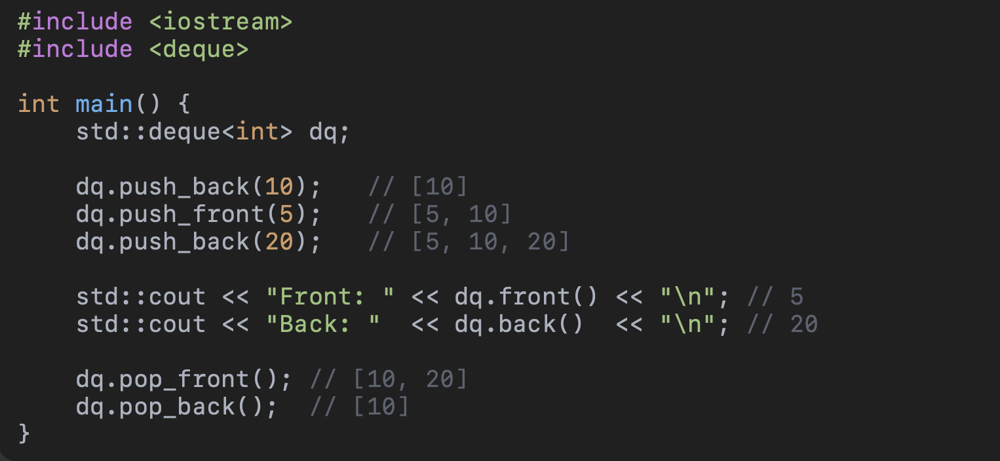 #include <iostream>
#include <deque>

int main() {
    std::deque<int> dq;

    dq.push_back(10);   // [10]
    dq.push_front(5);   // [5, 10]
    dq.push_back(20);   // [5, 10, 20]

    std::cout << "Front: " << dq.front() << "\n"; // 5
    std::cout << "Back: "  << dq.back()  << "\n"; // 20

    dq.pop_front(); // [10, 20]
    dq.pop_back();  // [10]
}